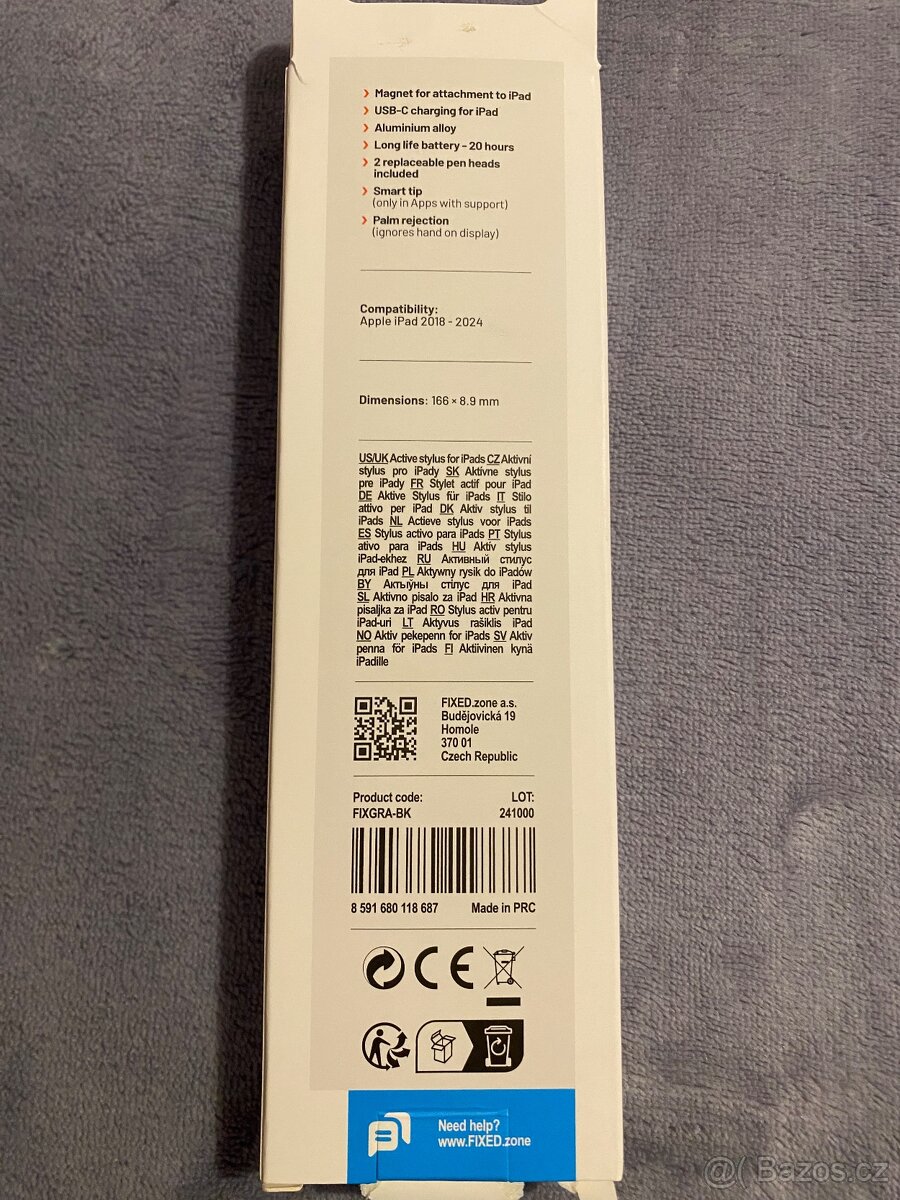 › Magnet for attachment to iPad
› USB-C charging for iPad
› Aluminium alloy
› Long life battery - 20 hours
› 2 replaceable pen heads
included
› Smart tip
(only in Apps with support)
› Palm rejection
(ignores hand on display)
Compatibility:
Apple iPad 2018 - 2024
Dimensions: 166 × 8.9 mm
US/UK Active stylus for iPads CZ Aktivní
stylus pro iPady SK Aktívne stylus
pre iPady FR Stylet actif pour iPad
DE Aktive Stylus für iPads IT Stilo
attivo per iPad DK Aktiv stylus til
iPads NL Actieve stylus voor iPads
ES Stylus activo para iPads PT Stylus
ativo para iPads HU Aktív stylus
iPad-ekhez RU Активный стилус
для iPad PL Aktywny rysik do iPadów
BY Актыўны стілус для iPad
SL Aktivno pisalo za iPad HR Aktivna
pisaljka za iPad RO Stylus activ pentru
iPad-uri LT Aktyvus rašiklis iPad
NO Aktiv pekepenn for iPads SV Aktiv
penna för iPads FI Aktiivinen kynä
iPadille
FIXED.zone a.s.
Budějovická 19
Homole
370 01
Czech Republic
Product code: LOT:
FIXGRA-BK 241000
8 591 680 118 687 Made in PRC
CE
Need help?
www.FIXED.zone
@( Bazos.cz